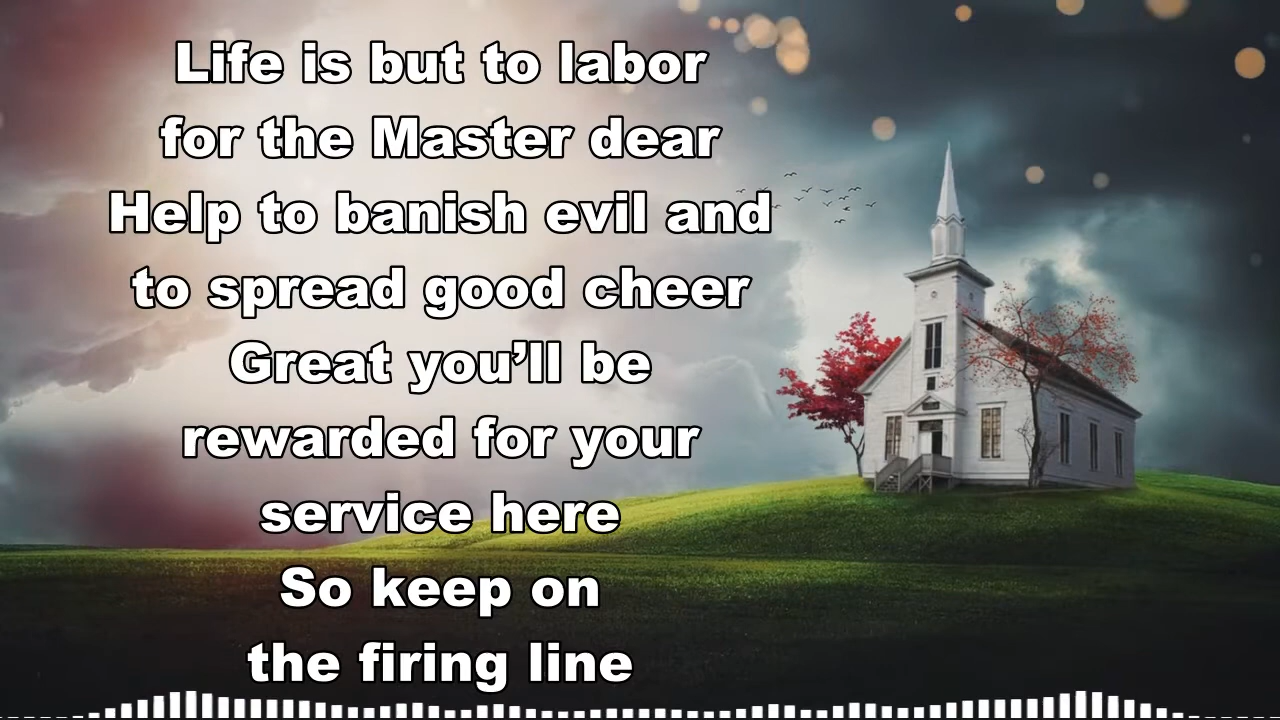 Life is but to labor
for the Master dear
Help to banish evil and
to spread good cheer
Great you’ll be
rewarded for your
service here
So keep on
the firing line